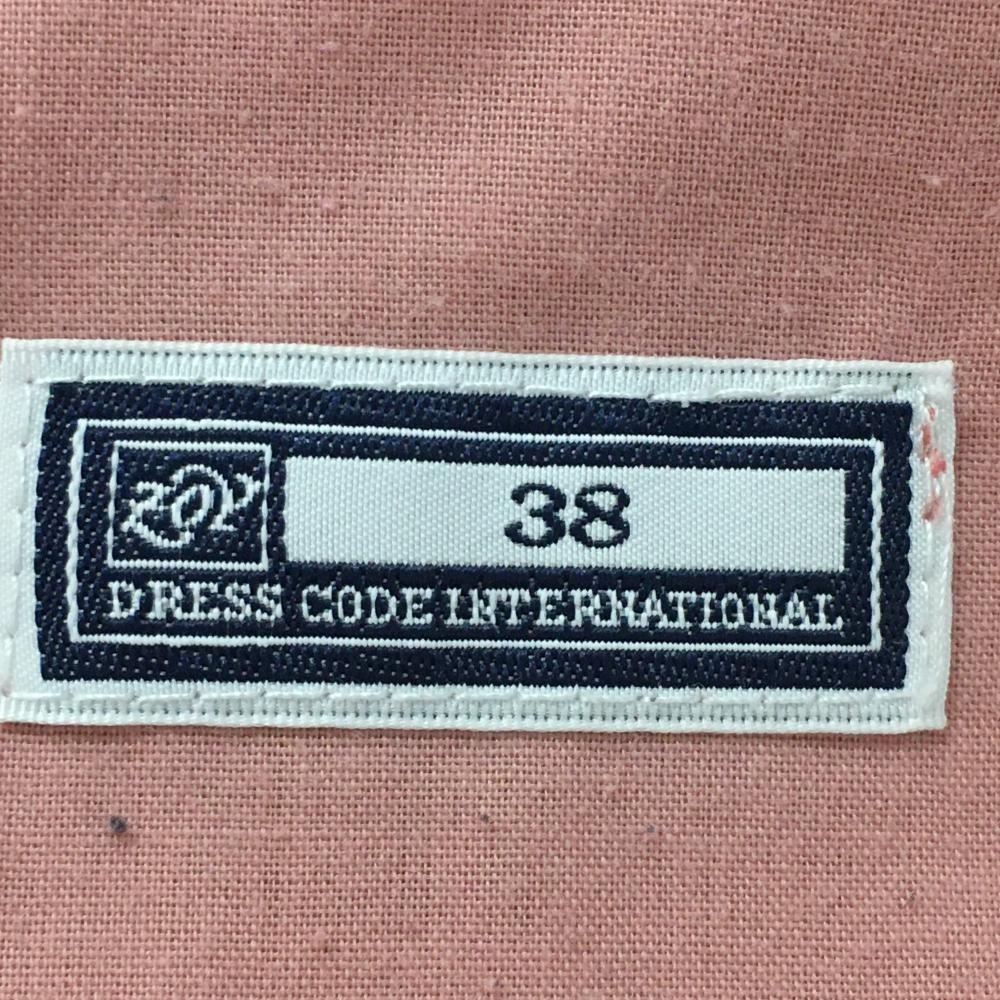 38
DRESS CODE INTERNATIONAL